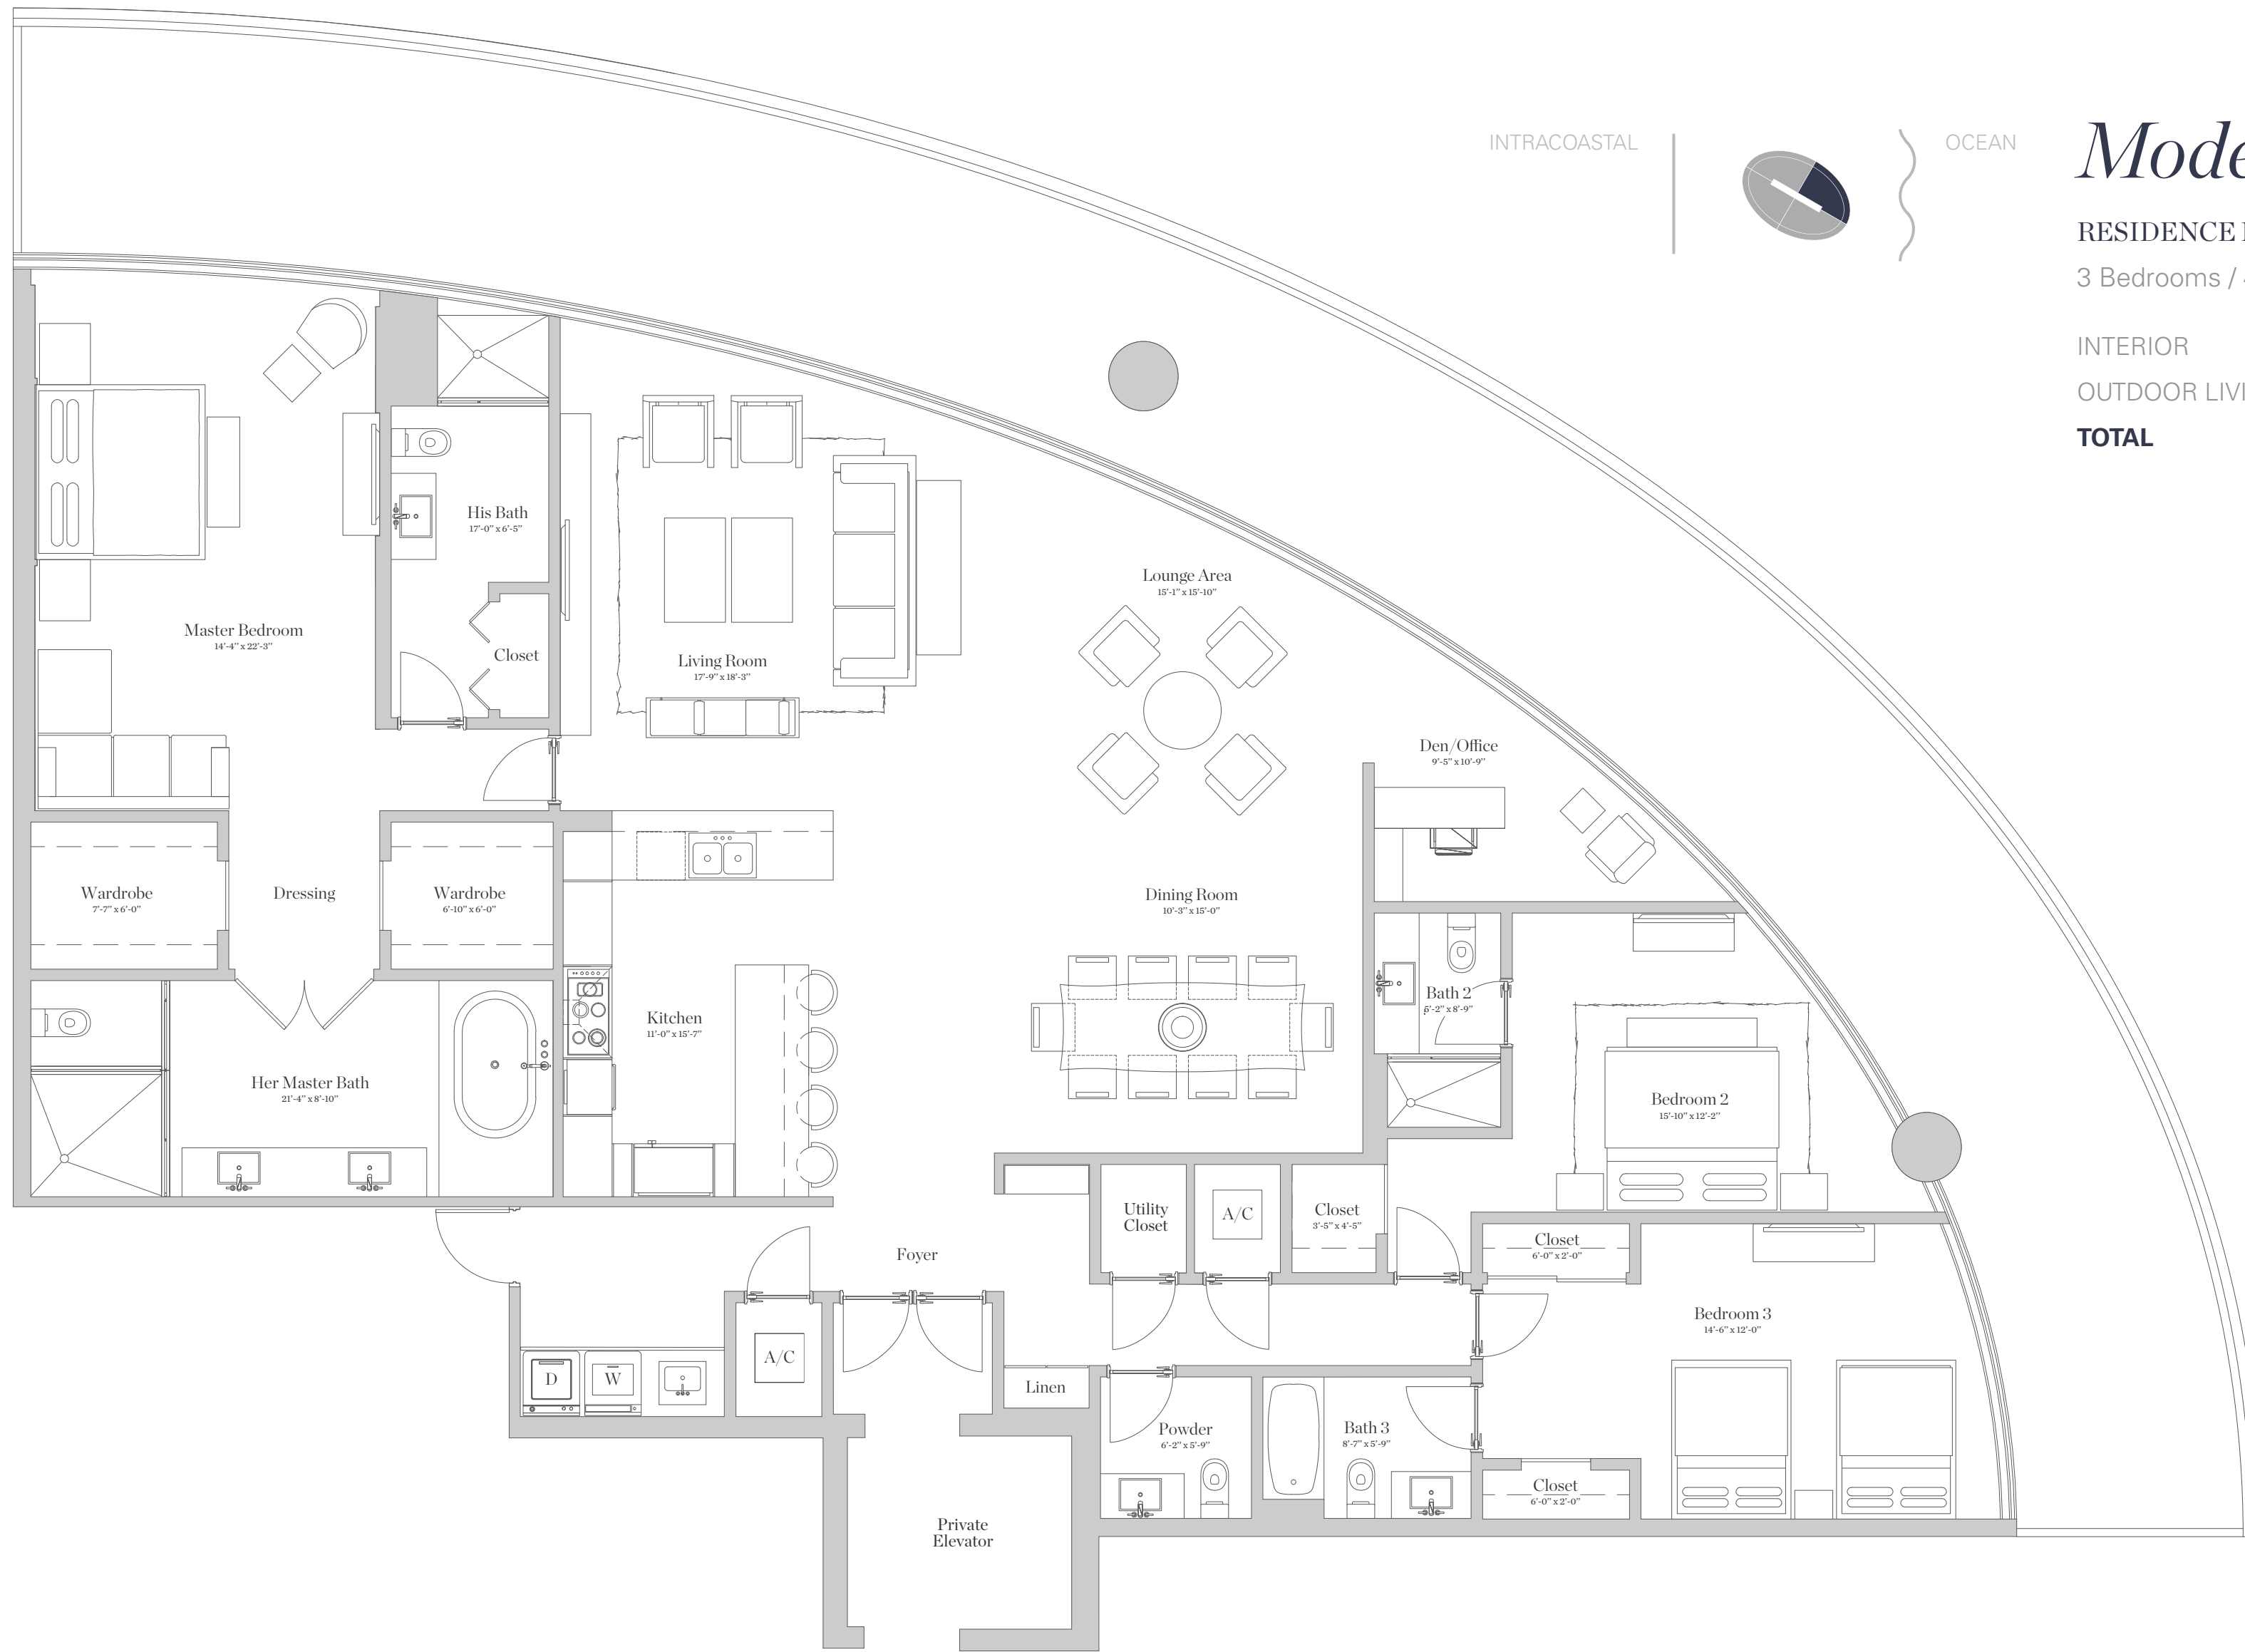 INTRACOASTAL
OCEAN
Mode
RESIDENCE
3 Bedrooms /
INTERIOR
OUTDOOR LIVI
TOTAL
His Bath
17'-0" x 6'-5"
Closet
Master Bedroom
14'-4" x 22'-3"
Living Room
17'-9" x 18'-3"
Lounge Area
15'-1" x 15'-10"
Den/Office
9'-5" x 10'-9"
Wardrobe
7'-7" x 6'-0"
Dressing
Wardrobe
6'-10" x 6'-0"
Dining Room
10'-3" x 15'-0"
Kitchen
11'-0" x 15'-7"
Bath 2
5'-2" x 8'-9"
Her Master Bath
21'-4" x 8'-10"
Bedroom 2
15'-10" x 12'-2"
Utility
Closet
A/C
Closet
3'-5" x 4'-5"
Closet
6'-0" x 2'-0"
Foyer
Bedroom 3
14'-6" x 12'-0"
D
W
A/C
Linen
Powder
6'-2" x 5'-9"
Bath 3
8'-7" x 5'-9"
Closet
6'-0" x 2'-0"
Private
Elevator